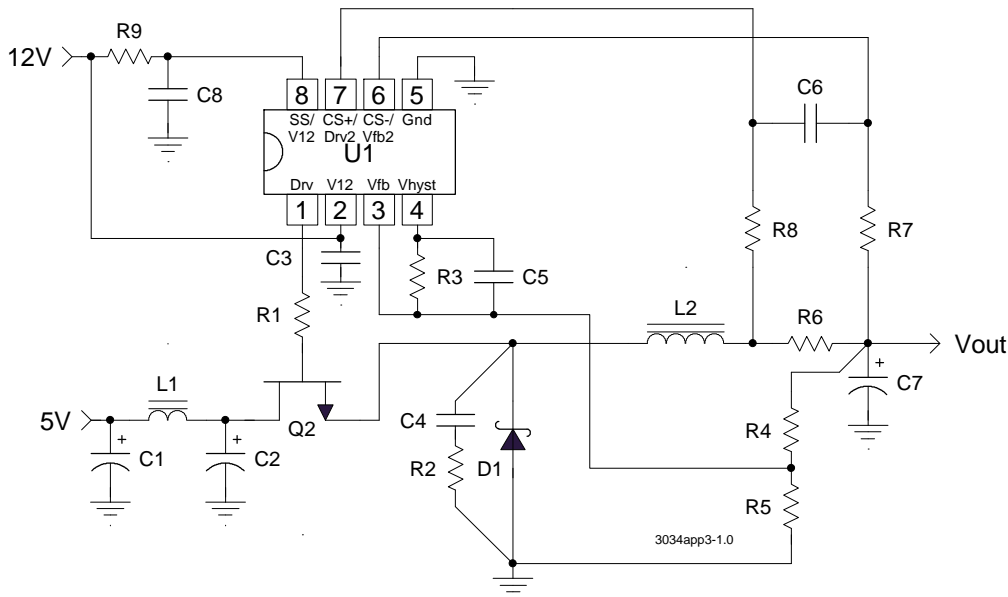 R9
12V
C8
C6
8 7 6 5
SS/ CS+/ CS-/ Gnd
V12 Drv2 Vfb2
U1
Drv V12 Vfb Vhyst
1 2 3 4
R8 R7
C3
R3 C5
R1
L2
R6
Vout
L1
C7
5V
Q2
C4
R4
C1 C2
R2 D1
R5
3034app3-1.0